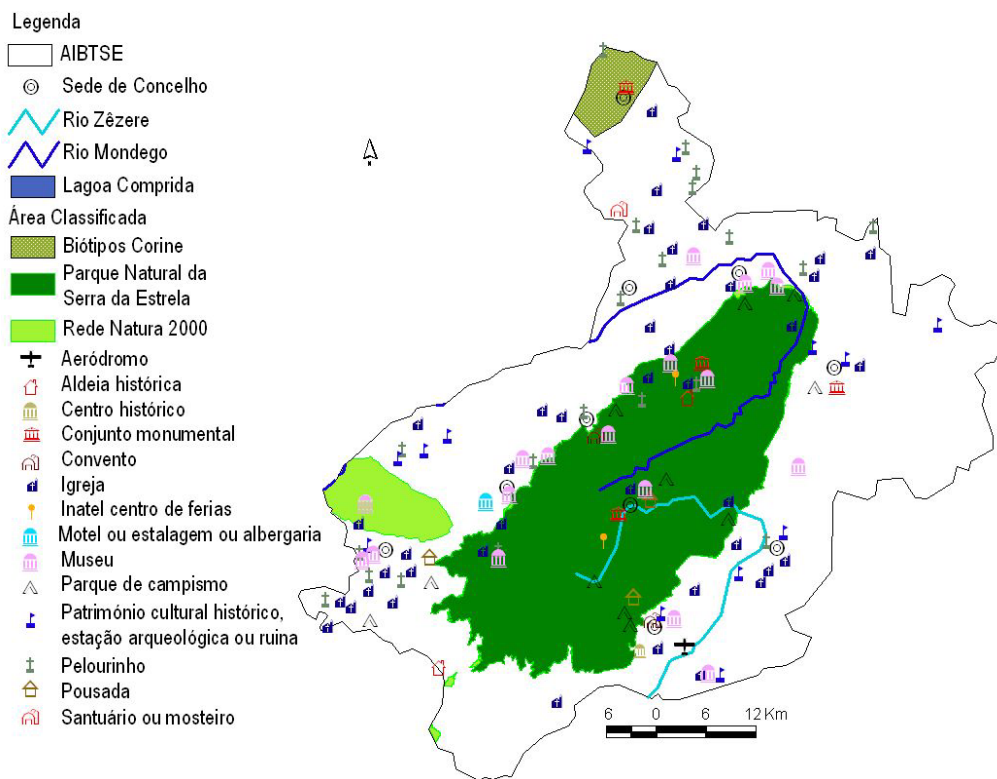 Legenda
AIBTSE
Sede de Concelho
Rio Zêzere
Rio Mondego
Lagoa Comprida
Área Classificada
Biótipos Corine
Parque Natural da
Serra da Estrela
Rede Natura 2000
Aeródromo
Aldeia histórica
Centro histórico
Conjunto monumental
Convento
Igreja
Inatel centro de ferias
Motel ou estalagem ou albergaria
Museu
Parque de campismo
Património cultural histórico,
estação arqueológica ou ruina
Pelourinho
Pousada
Santuário ou mosteiro
6 0 6 12 Km